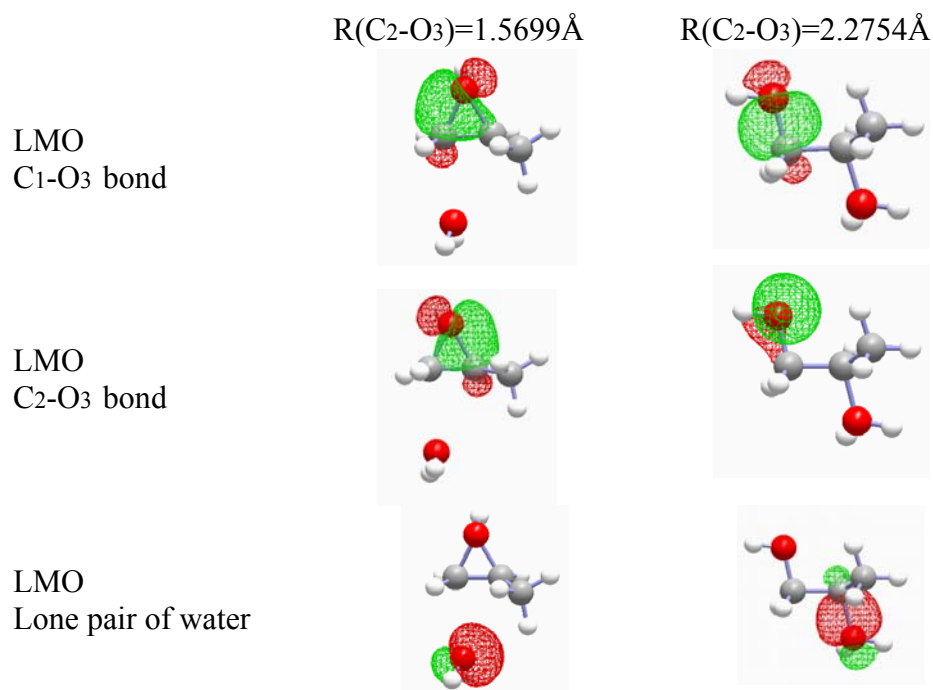 R(C2-O3)=1.5699Å R(C2-O3)=2.2754Å
LMO
C1-O3 bond
LMO
C2-O3 bond
LMO
Lone pair of water